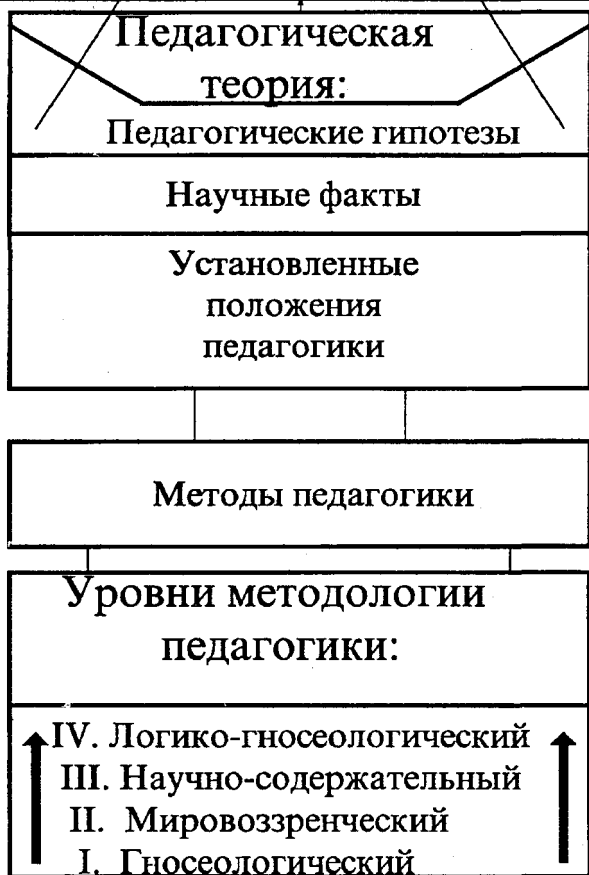 Педагогическая
теория:
Педагогические гипотезы
Научные факты
Установленные
положения
педагогики
Методы педагогики
Уровни методологии
педагогики:
IV. Логико-гносеологический
III. Научно-содержательный
II. Мировоззренческий
I. Гносеологический